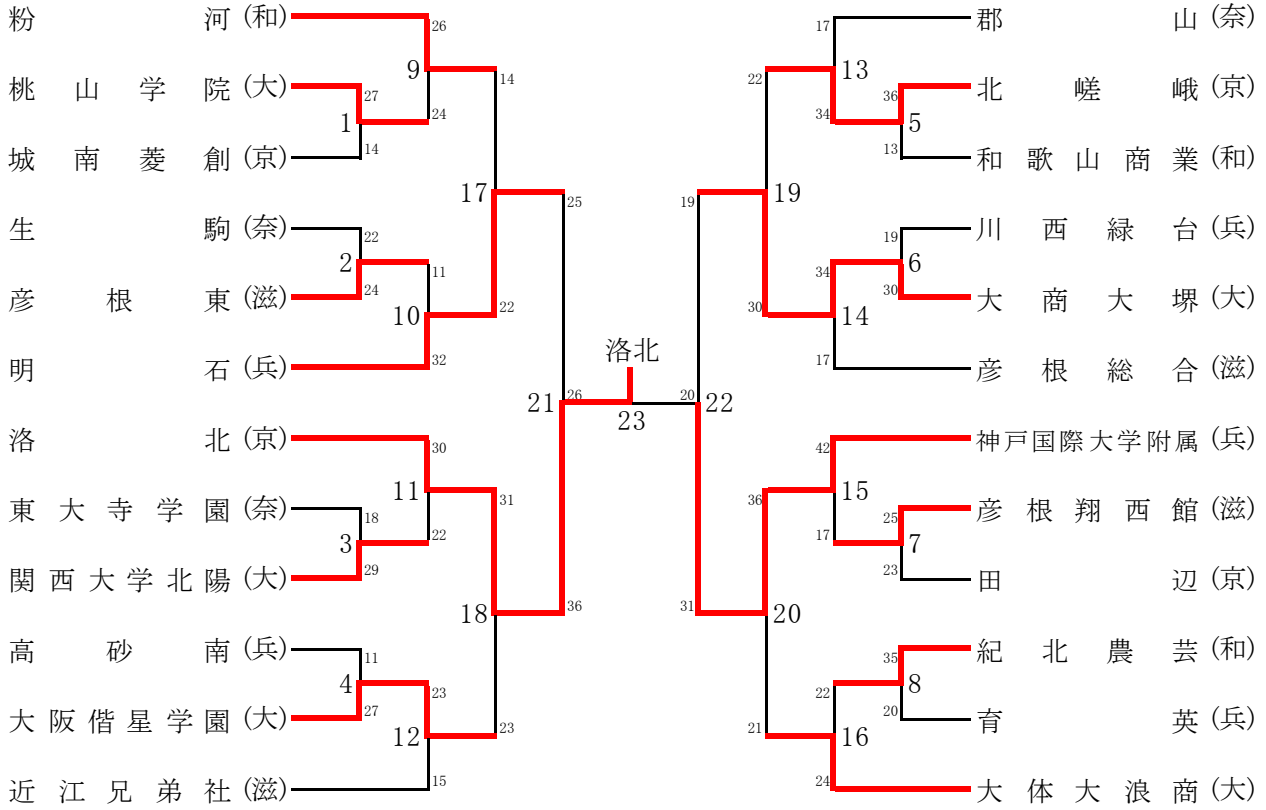 粉河 (和) 26 17 郡山 (奈)
9 14 22 13
桃山学院 (大) 27 36 北嵯峨 (京)
1 24 34 5
城南菱創 (京) 14 13 和歌山商業 (和)
17 25 19 19
生駒 (奈) 22 19 川西緑台 (兵)
2 11 34 6
彦根東 (滋) 24 30 大商大堺 (大)
10 22 30 14
明石 (兵) 32 17 彦根総合 (滋)
洛北
21 26 23 20 22
洛北 (京) 30 42 神戸国際大学附属 (兵)
11 31 36 15
東大寺学園 (奈) 18 25 彦根翔西館 (滋)
3 22 17 7
関西大学北陽 (大) 29 23 田辺 (京)
18 36 31 20
高砂南 (兵) 11 35 紀北農芸 (和)
4 23 22 8
大阪偕星学園 (大) 27 20 育英 (兵)
12 23 21 16
近江兄弟社 (滋) 15 24 大体大浪商 (大)